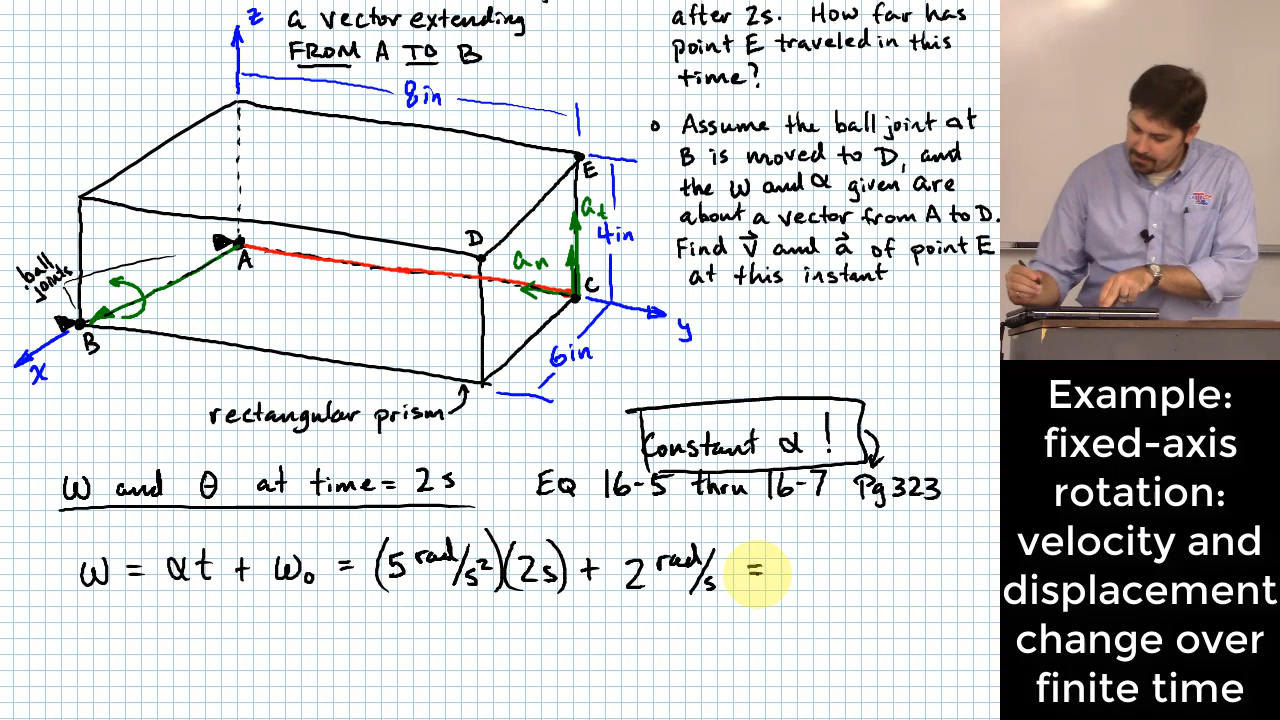 a vector extending
FROM A TO B
z
8in
after 2s. How far has
point E traveled in this
time?
• Assume the ball joint at
B is moved to D, and
the ω and α given are
about a vector from A to D.
Find v⃗ and a⃗ of point E
at this instant
E
D
a_t
4in
A
a_n
C
ball
joints
B
x
y
6in
rectangular prism
Constant α !
ω and θ at time = 2s
EQ 16-5 thru 16-7 Pg 323
ω = αt + ω₀ = (5 rad/s²)(2s) + 2 rad/s =
Example:
fixed-axis
rotation:
velocity and
displacement
change over
finite time